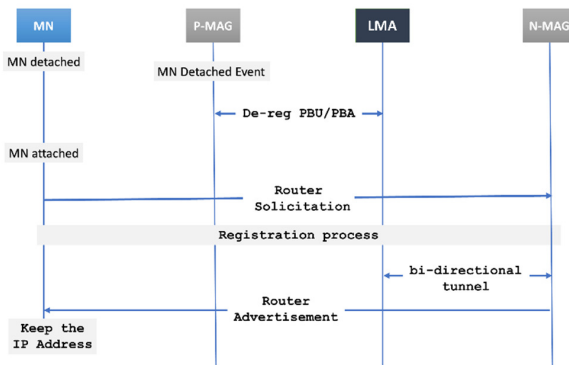 MN
P-MAG
LMA
N-MAG
MN detached
MN Detached Event
De-reg PBU/PBA
MN attached
Router
Solicitation
Registration process
bi-directional
tunnel
Router
Advertisement
Keep the
IP Address